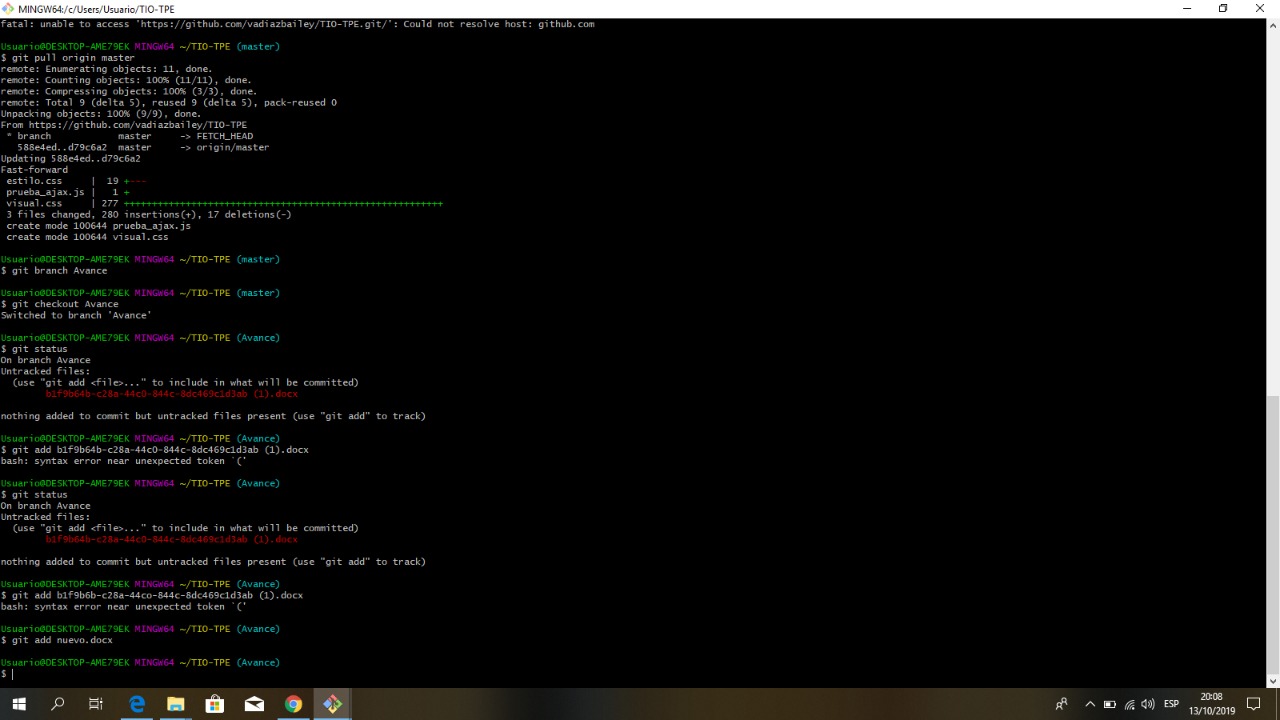 MINGW64:/c/Users/Usuario/TIO-TPE
fatal: unable to access 'https://github.com/vadiazbailey/TIO-TPE.git/': Could not resolve host: github.com
Usuario@DESKTOP-AME79EK MINGW64 ~/TIO-TPE (master)
$ git pull origin master
remote: Enumerating objects: 11, done.
remote: Counting objects: 100% (11/11), done.
remote: Compressing objects: 100% (3/3), done.
remote: Total 9 (delta 5), reused 9 (delta 5), pack-reused 0
Unpacking objects: 100% (9/9), done.
From https://github.com/vadiazbailey/TIO-TPE
* branch master -> FETCH_HEAD
588e4ed..d79c6a2 master -> origin/master
Updating 588e4ed..d79c6a2
Fast-forward
estilo.css | 19 +---
prueba_ajax.js | 1 +
visual.css | 277 +++++++++++++++++++++++++++++++++++++++++++++++++++++++++
3 files changed, 280 insertions(+), 17 deletions(-)
create mode 100644 prueba_ajax.js
create mode 100644 visual.css
Usuario@DESKTOP-AME79EK MINGW64 ~/TIO-TPE (master)
$ git branch Avance
Usuario@DESKTOP-AME79EK MINGW64 ~/TIO-TPE (master)
$ git checkout Avance
Switched to branch 'Avance'
Usuario@DESKTOP-AME79EK MINGW64 ~/TIO-TPE (Avance)
$ git status
On branch Avance
Untracked files:
(use "git add <file>..." to include in what will be committed)
b1f9b64b-c28a-44c0-844c-8dc469c1d3ab (1).docx
nothing added to commit but untracked files present (use "git add" to track)
Usuario@DESKTOP-AME79EK MINGW64 ~/TIO-TPE (Avance)
$ git add b1f9b64b-c28a-44c0-844c-8dc469c1d3ab (1).docx
bash: syntax error near unexpected token `('
Usuario@DESKTOP-AME79EK MINGW64 ~/TIO-TPE (Avance)
$ git status
On branch Avance
Untracked files:
(use "git add <file>..." to include in what will be committed)
b1f9b64b-c28a-44c0-844c-8dc469c1d3ab (1).docx
nothing added to commit but untracked files present (use "git add" to track)
Usuario@DESKTOP-AME79EK MINGW64 ~/TIO-TPE (Avance)
$ git add b1f9b6b-c28a-44co-844c-8dc469c1d3ab (1).docx
bash: syntax error near unexpected token `('
Usuario@DESKTOP-AME79EK MINGW64 ~/TIO-TPE (Avance)
$ git add nuevo.docx
Usuario@DESKTOP-AME79EK MINGW64 ~/TIO-TPE (Avance)
$
ESP
20:08
13/10/2019